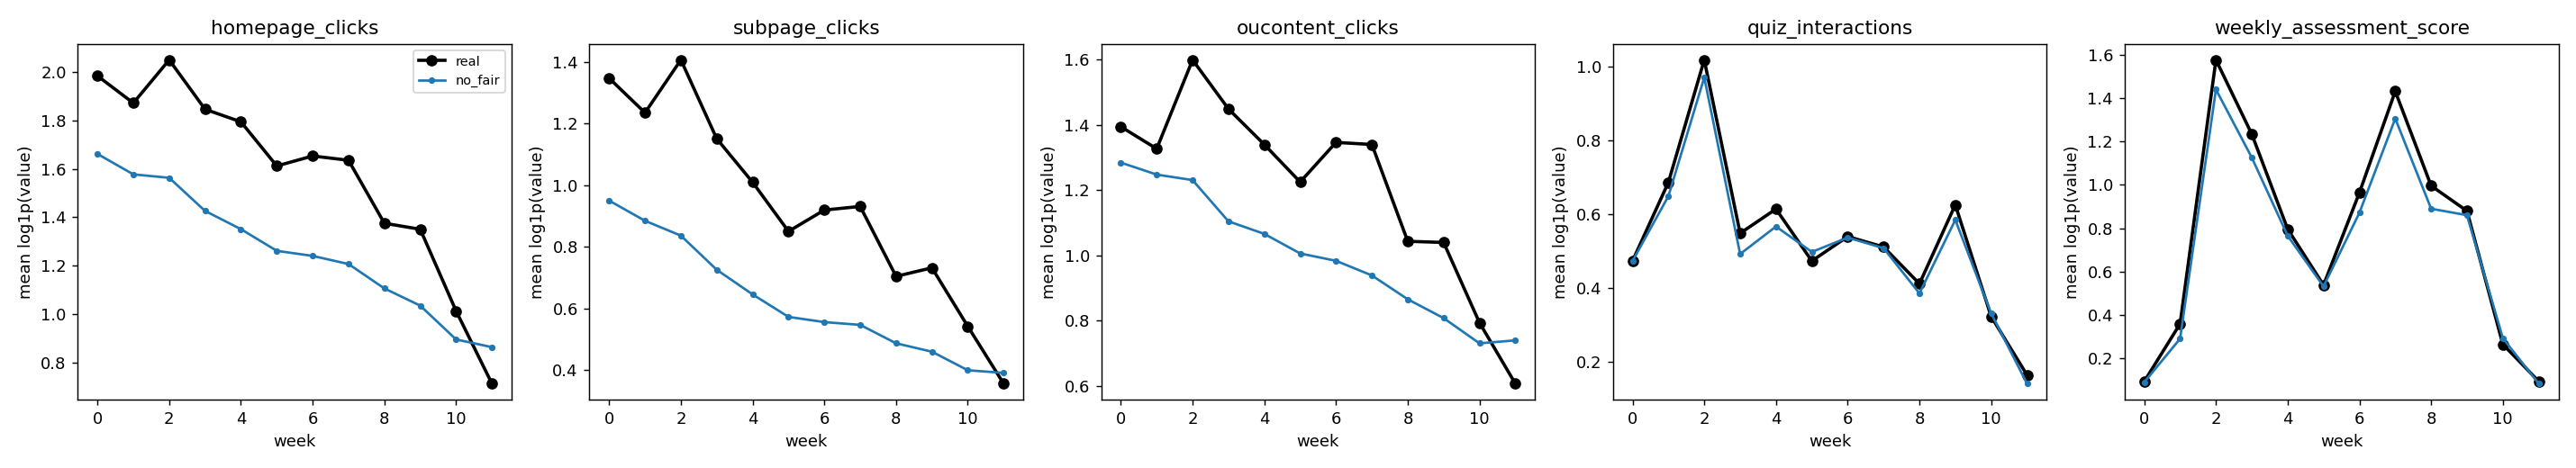 homepage_clicks
mean log1p(value)
2.0
1.8
1.6
1.4
1.2
1.0
0.8
real
no_fair
0 2 4 6 8 10
week
subpage_clicks
mean log1p(value)
1.4
1.2
1.0
0.8
0.6
0.4
0 2 4 6 8 10
week
oucontent_clicks
mean log1p(value)
1.6
1.4
1.2
1.0
0.8
0.6
0 2 4 6 8 10
week
quiz_interactions
mean log1p(value)
1.0
0.8
0.6
0.4
0.2
0 2 4 6 8 10
week
weekly_assessment_score
mean log1p(value)
1.6
1.4
1.2
1.0
0.8
0.6
0.4
0.2
0 2 4 6 8 10
week